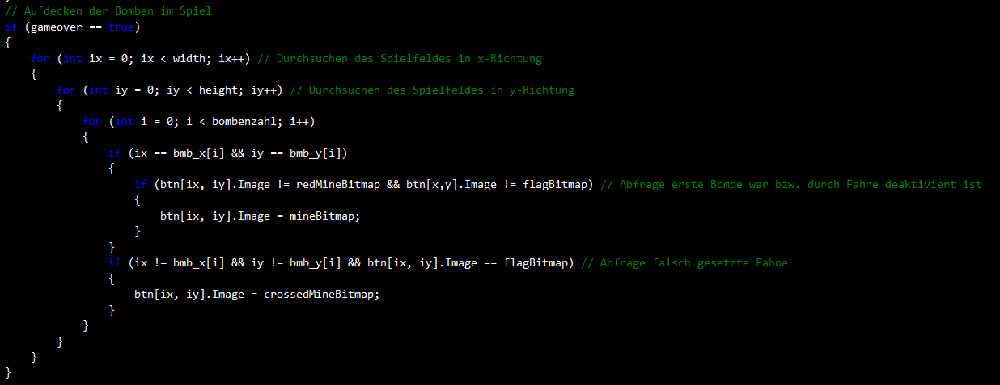 // Aufdecken der Bomben im Spiel
if (gameover == true)
{
    for (int ix = 0; ix < width; ix++) // Durchsuchen des Spielfeldes in x-Richtung
    {
        for (int iy = 0; iy < height; iy++) // Durchsuchen des Spielfeldes in y-Richtung
        {
            for (int i = 0; i < bombenzahl; i++)
            {
                if (ix == bmb_x[i] && iy == bmb_y[i])
                {
                    if (btn[ix, iy].Image != redMineBitmap && btn[x,y].Image != flagBitmap) // Abfrage erste Bombe war bzw. durch Fahne deaktiviert ist
                    {
                        btn[ix, iy].Image = mineBitmap;
                    }
                }
                if (ix != bmb_x[i] && iy != bmb_y[i] && btn[ix, iy].Image == flagBitmap) // Abfrage falsch gesetzte Fahne
                {
                    btn[ix, iy].Image = crossedMineBitmap;
                }
            }
        }
    }
}